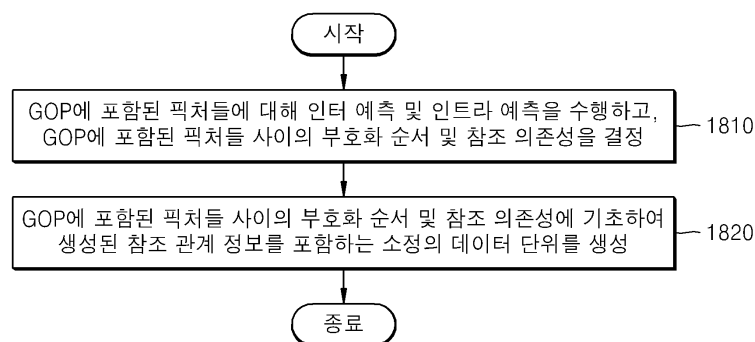 시작
GOP에 포함된 픽처들에 대해 인터 예측 및 인트라 예측을 수행하고,
GOP에 포함된 픽처들 사이의 부호화 순서 및 참조 의존성을 결정
1810
GOP에 포함된 픽처들 사이의 부호화 순서 및 참조 의존성에 기초하여
생성된 참조 관계 정보를 포함하는 소정의 데이터 단위를 생성
1820
종료